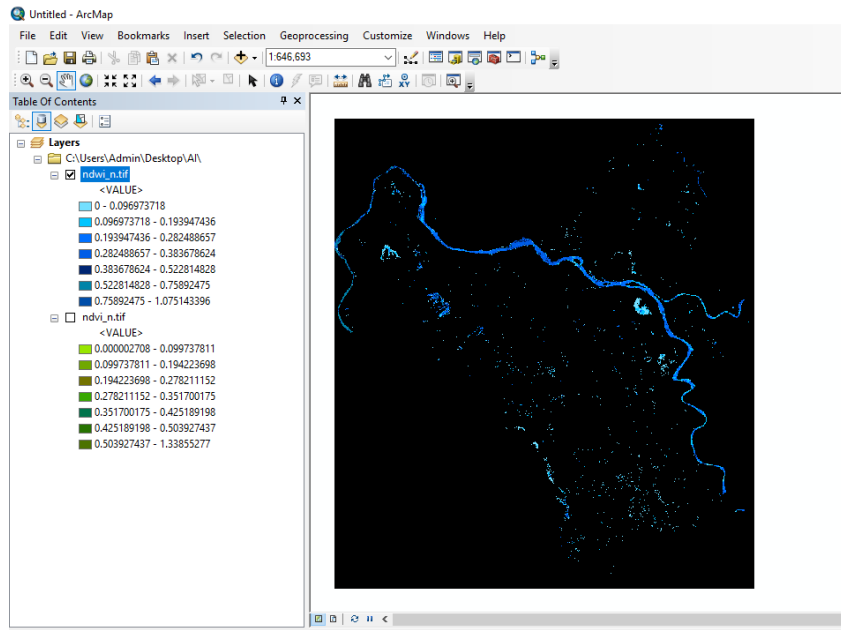 Untitled - ArcMap
File Edit View Bookmarks Insert Selection Geoprocessing Customize Windows Help
1:646,693
Table Of Contents
Layers
C:\Users\Admin\Desktop\AI\
ndwi_n.tif
<VALUE>
0 - 0.096973718
0.096973718 - 0.193947436
0.193947436 - 0.282488657
0.282488657 - 0.383678624
0.383678624 - 0.522814828
0.522814828 - 0.75892475
0.75892475 - 1.075143396
ndvi_n.tif
<VALUE>
0.000002708 - 0.099737811
0.099737811 - 0.194223698
0.194223698 - 0.278211152
0.278211152 - 0.351700175
0.351700175 - 0.425189198
0.425189198 - 0.503927437
0.503927437 - 1.33855277